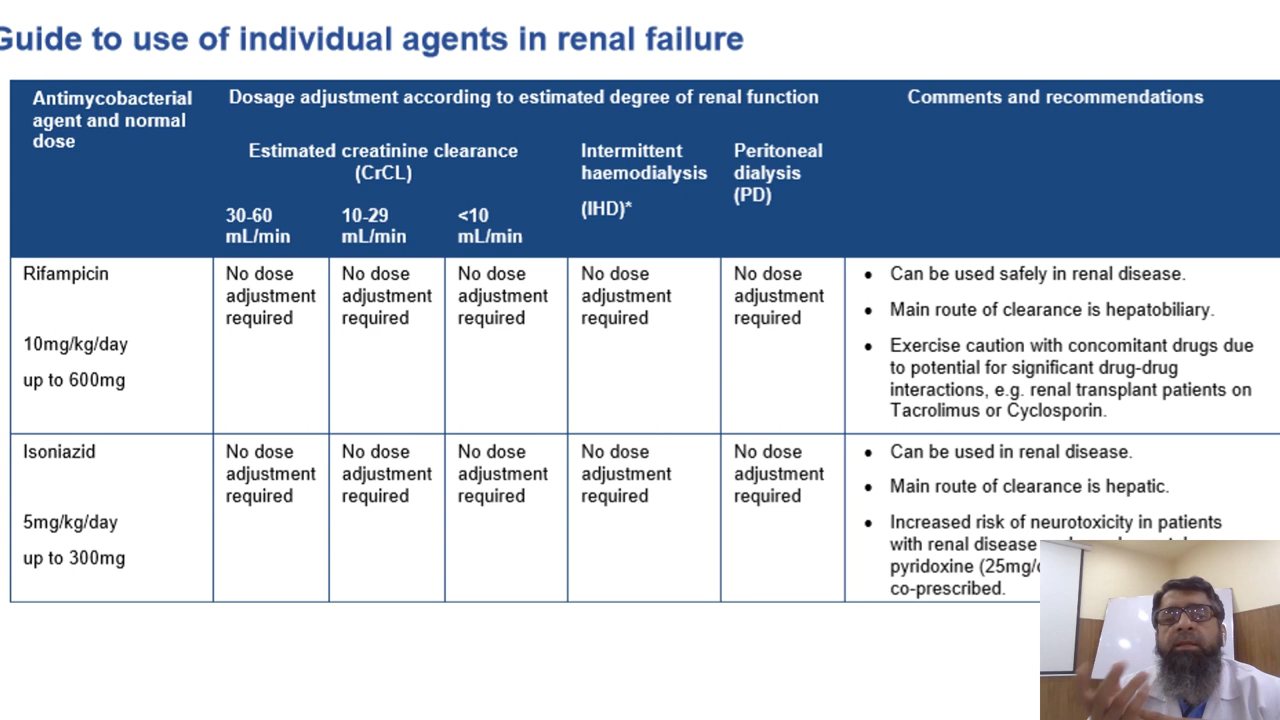 Guide to use of individual agents in renal failure
Antimycobacterial
agent and normal
dose
Dosage adjustment according to estimated degree of renal function
Estimated creatinine clearance
(CrCL)
30-60
mL/min
10-29
mL/min
<10
mL/min
Intermittent
haemodialysis
(IHD)*
Peritoneal
dialysis
(PD)
Comments and recommendations
Rifampicin
10mg/kg/day
up to 600mg
No dose
adjustment
required
No dose
adjustment
required
No dose
adjustment
required
No dose
adjustment
required
No dose
adjustment
required
• Can be used safely in renal disease.
• Main route of clearance is hepatobiliary.
• Exercise caution with concomitant drugs due
to potential for significant drug-drug
interactions, e.g. renal transplant patients on
Tacrolimus or Cyclosporin.
Isoniazid
5mg/kg/day
up to 300mg
No dose
adjustment
required
No dose
adjustment
required
No dose
adjustment
required
No dose
adjustment
required
No dose
adjustment
required
• Can be used in renal disease.
• Main route of clearance is hepatic.
• Increased risk of neurotoxicity in patients
with renal disease
pyridoxine (25mg/
co-prescribed.